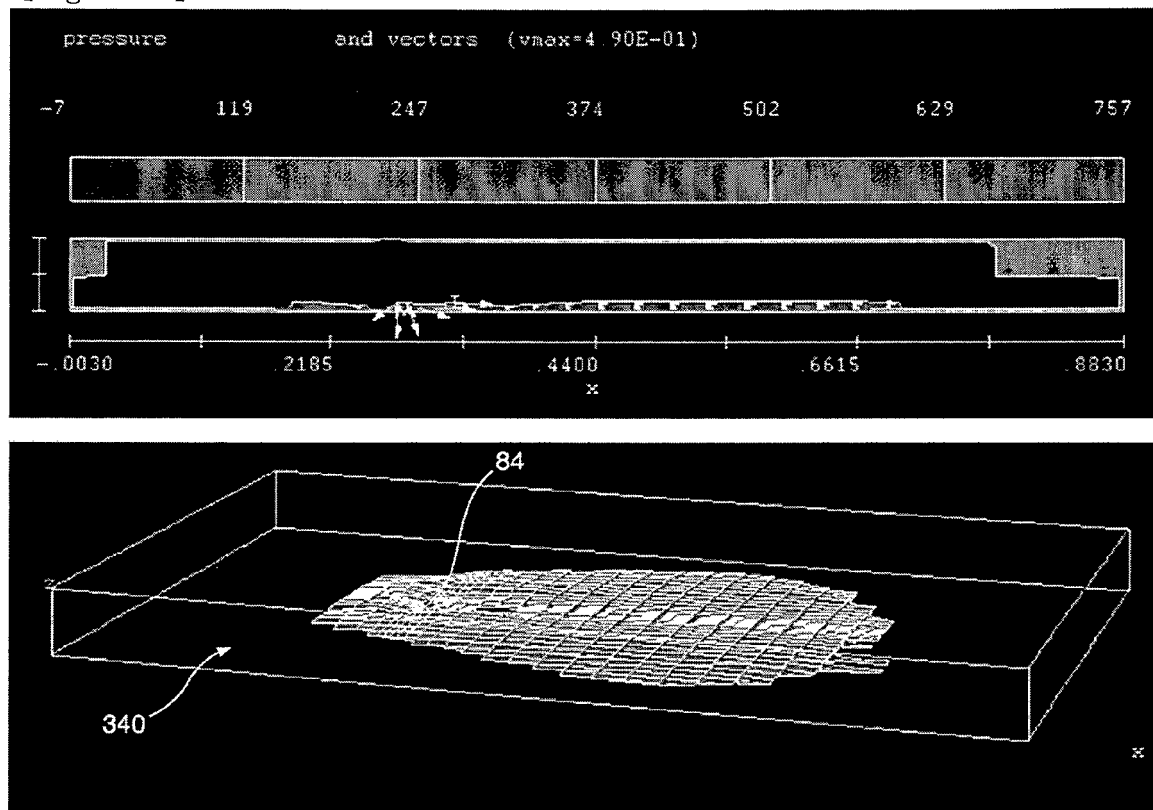 pressure and vectors (vmax=4.90E-01)
-7 119 247 374 502 629 757
-.0030 .2185 .4400 .6615 .8830
x
84
z
340
x